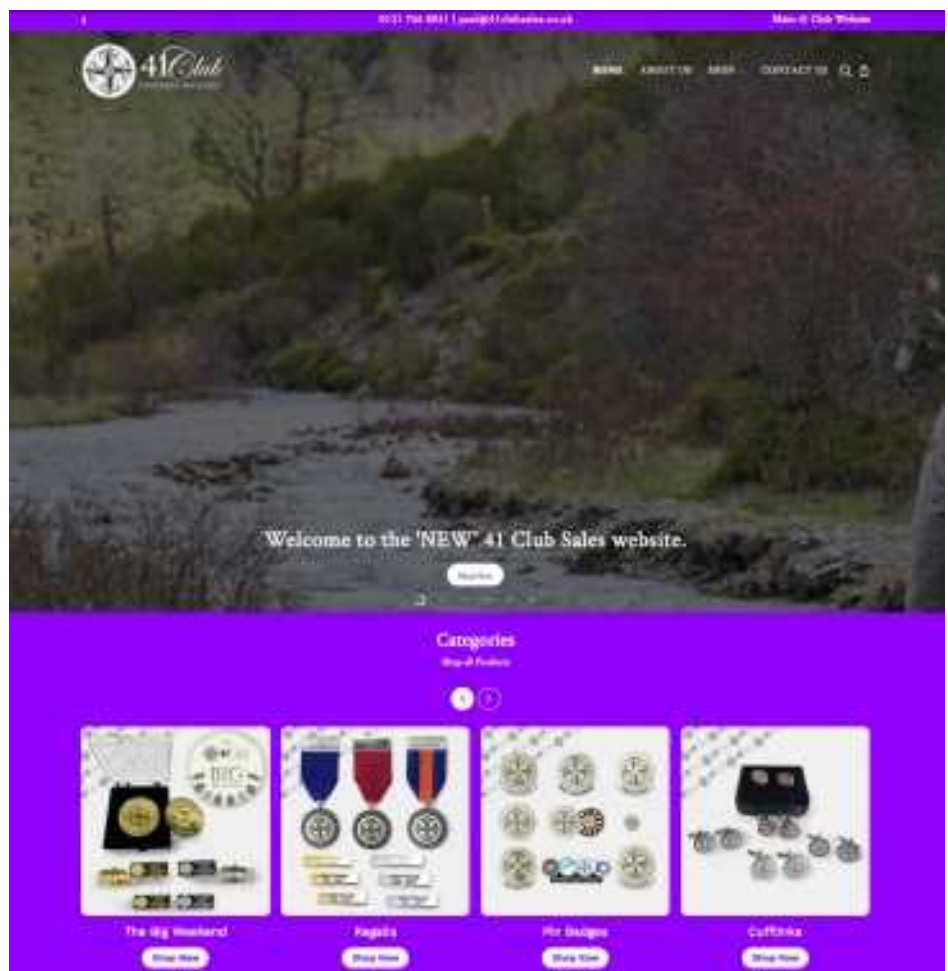 41 Club
HOME ABOUT US SHOP CONTACT US
Welcome to the 'NEW' 41 Club Sales website.
Categories
Shop all Products
BIG
The Big Weekend
Regalia
Pin Badges
Cufflinks
Shop Now
Shop Now
Shop Now
Shop Now